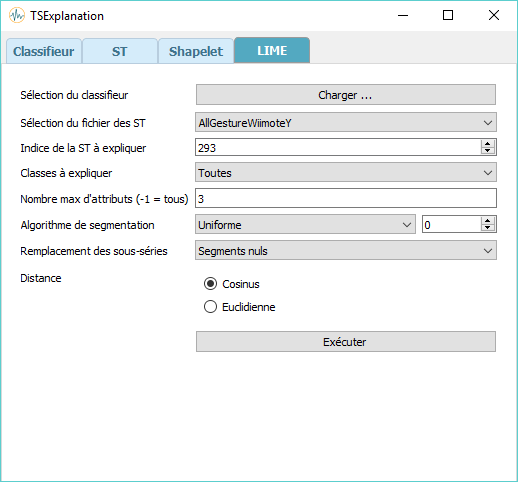 TSExplanation
Classifieur ST Shapelet LIME
Sélection du classifieur Charger ...
Sélection du fichier des ST AllGestureWiimoteY
Indice de la ST à expliquer 293
Classes à expliquer Toutes
Nombre max d'attributs (-1 = tous) 3
Algorithme de segmentation Uniforme 0
Remplacement des sous-séries Segments nuls
Distance Cosinus
Euclidienne
Exécuter